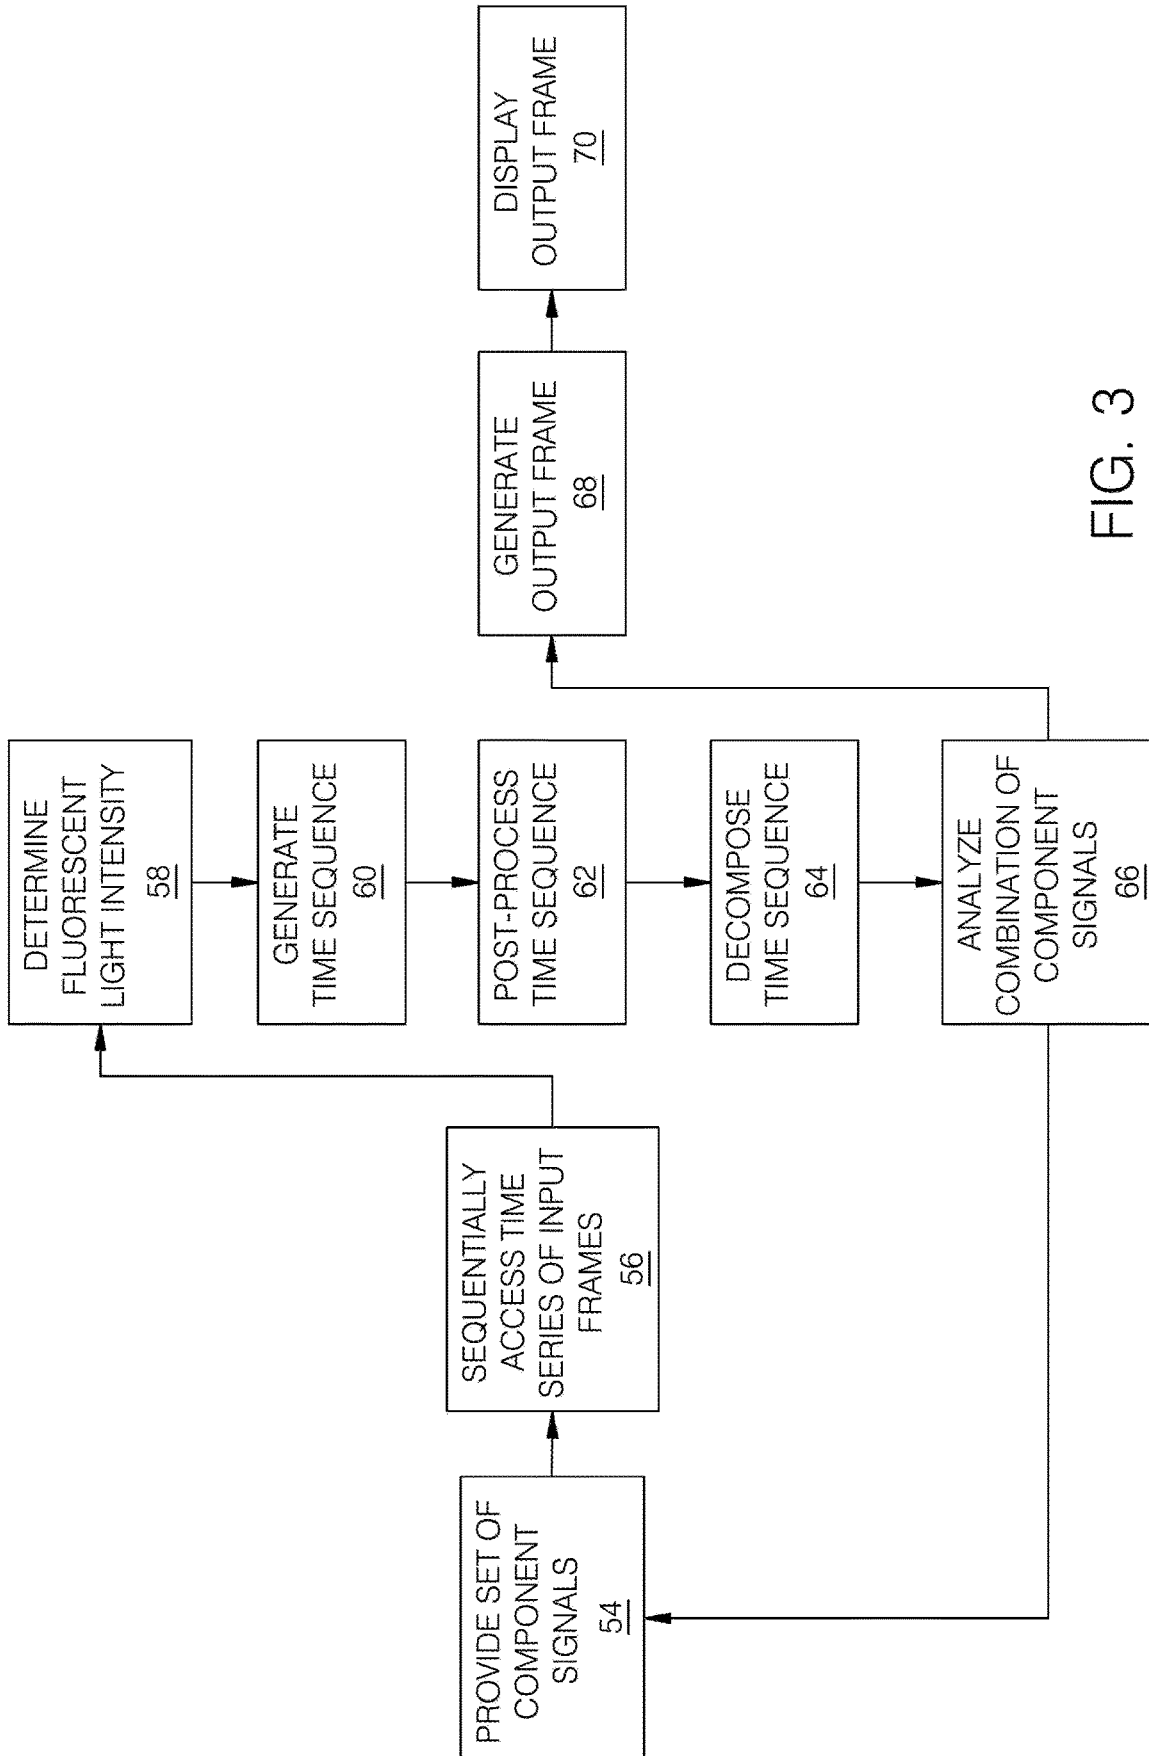 PROVIDE SET OF
COMPONENT
SIGNALS
54
SEQUENTIALLY
ACCESS TIME
SERIES OF INPUT
FRAMES
56
DETERMINE
FLUORESCENT
LIGHT INTENSITY
58
GENERATE
TIME SEQUENCE
60
POST-PROCESS
TIME SEQUENCE
62
DECOMPOSE
TIME SEQUENCE
64
ANALYZE
COMBINATION OF
COMPONENT
SIGNALS
66
GENERATE
OUTPUT FRAME
68
DISPLAY
OUTPUT FRAME
70
FIG. 3